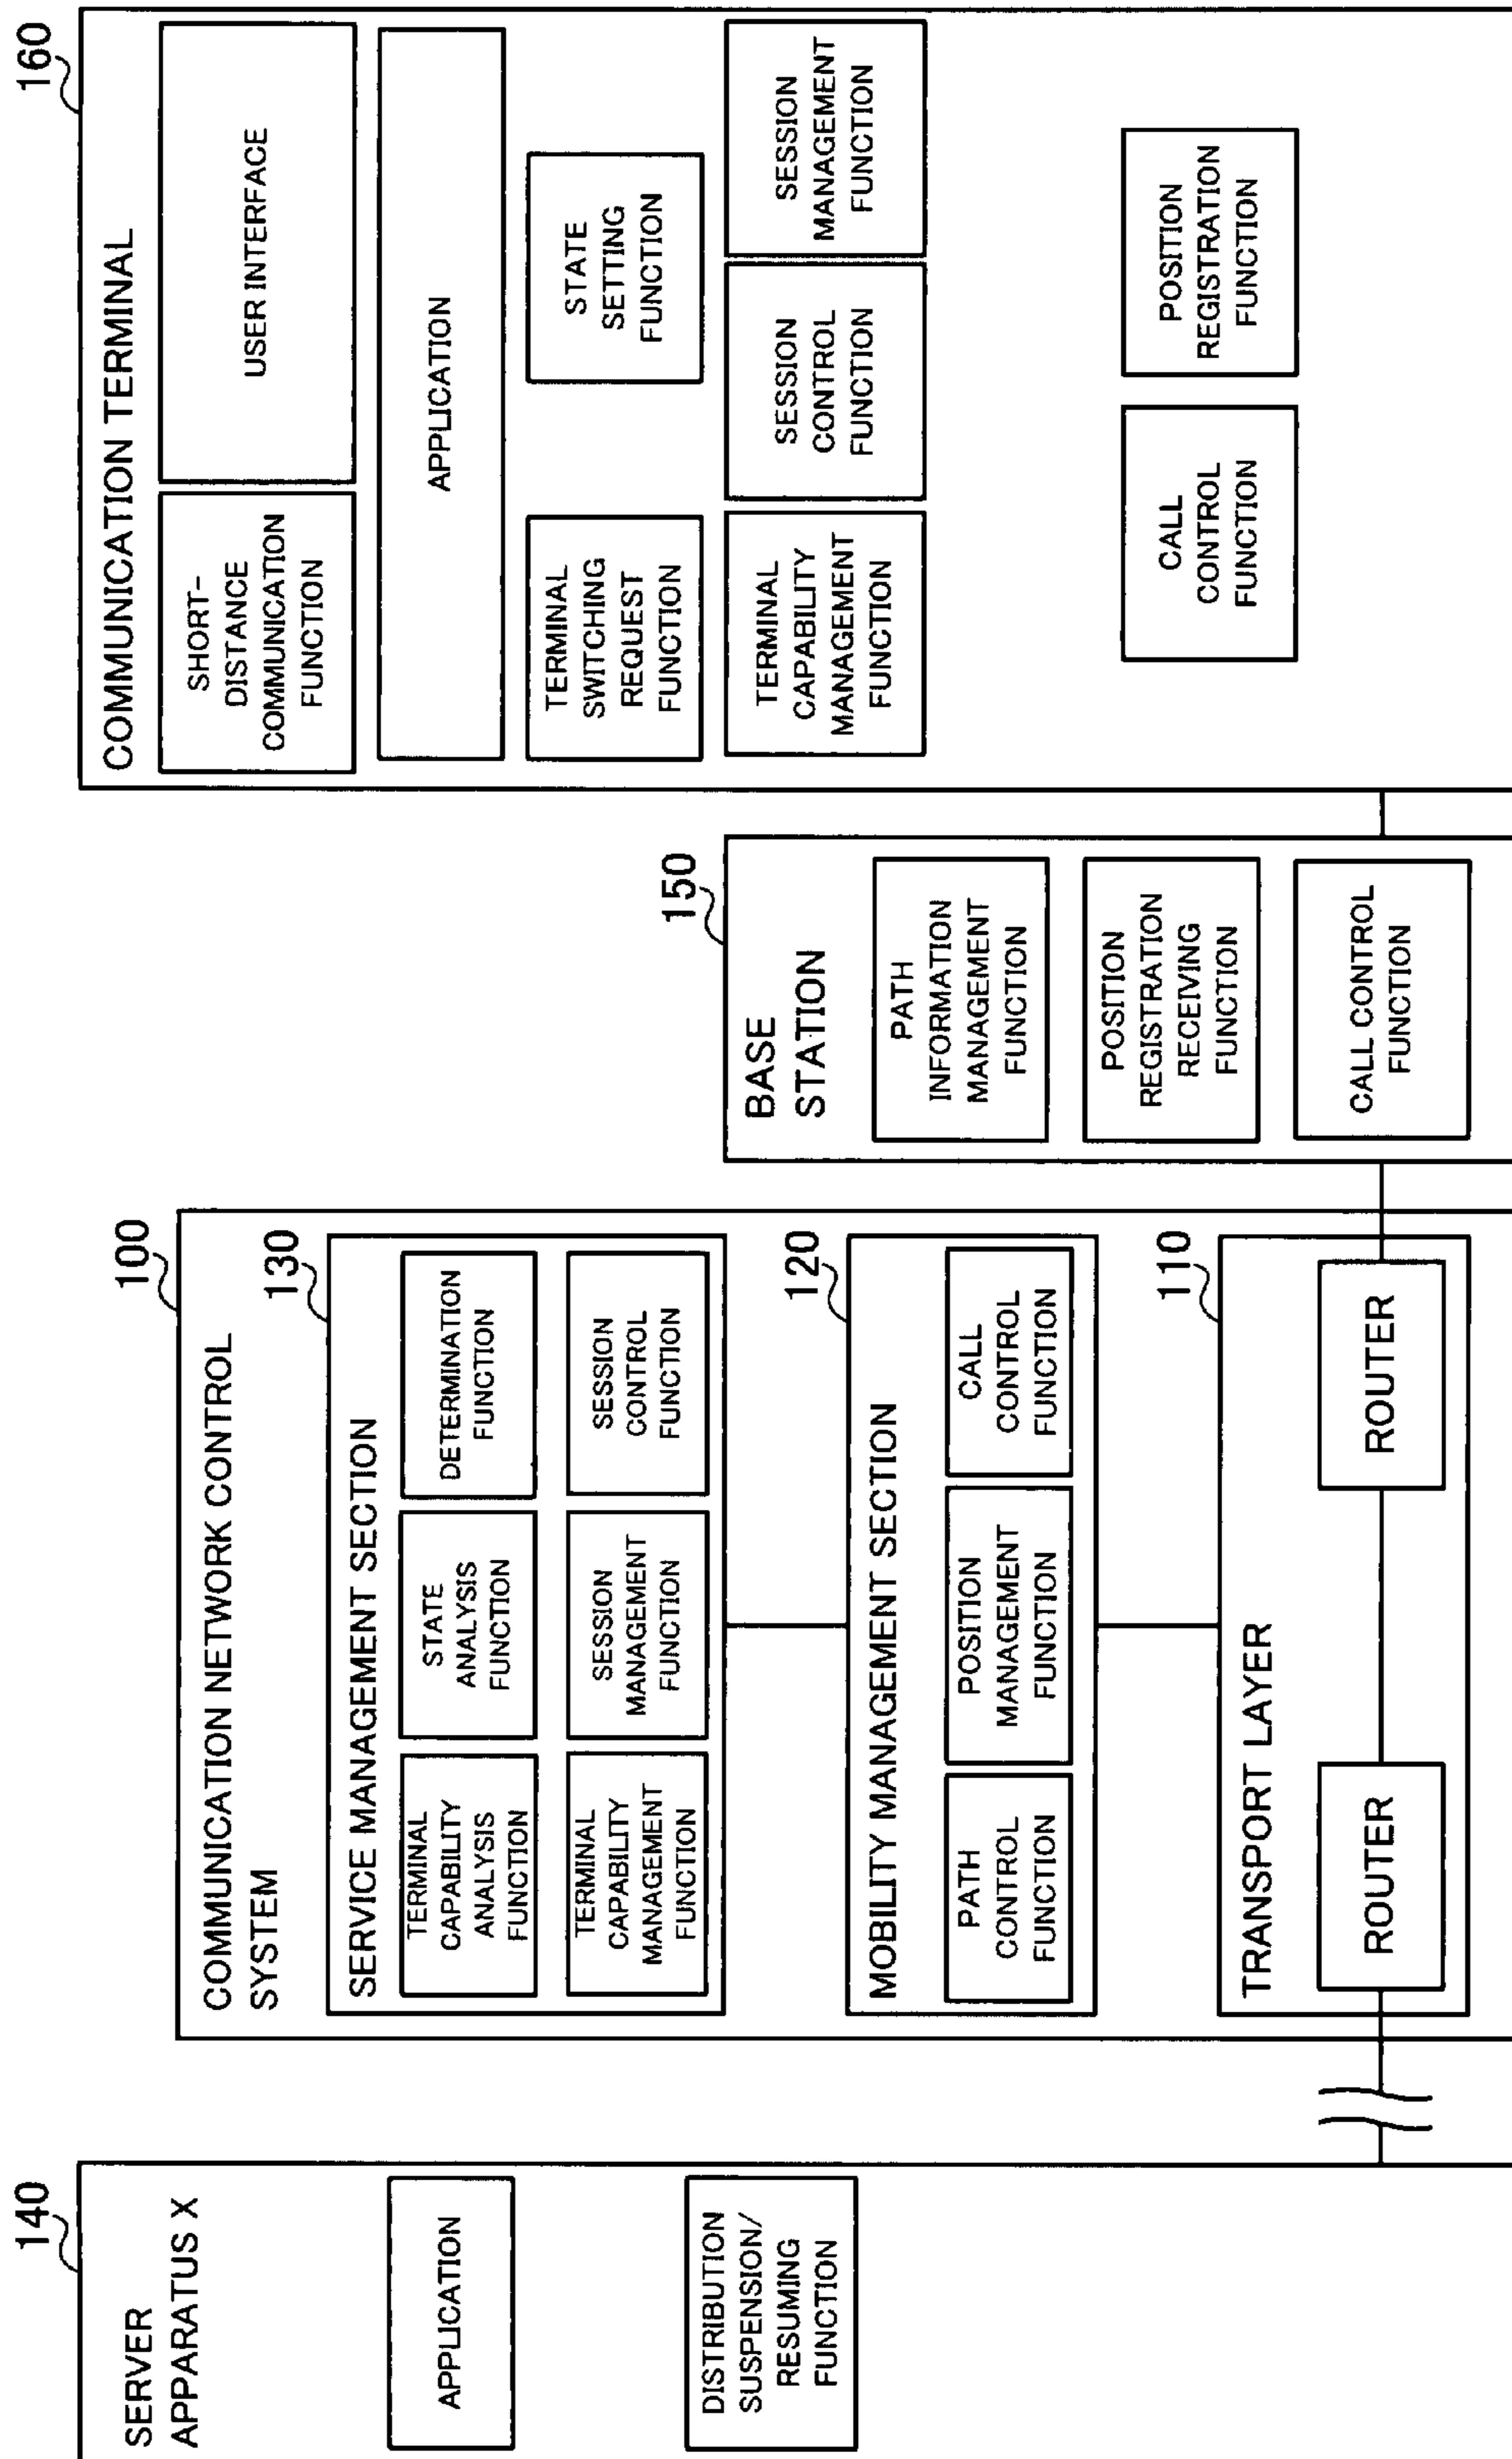 140
SERVER
APPARATUS X
APPLICATION
DISTRIBUTION
SUSPENSION/
RESUMING
FUNCTION
100
COMMUNICATION NETWORK CONTROL
SYSTEM
130
SERVICE MANAGEMENT SECTION
TERMINAL
CAPABILITY
ANALYSIS
FUNCTION
STATE
ANALYSIS
FUNCTION
DETERMINATION
FUNCTION
TERMINAL
CAPABILITY
MANAGEMENT
FUNCTION
SESSION
MANAGEMENT
FUNCTION
SESSION
CONTROL
FUNCTION
120
MOBILITY MANAGEMENT SECTION
PATH
CONTROL
FUNCTION
POSITION
MANAGEMENT
FUNCTION
CALL
CONTROL
FUNCTION
110
TRANSPORT LAYER
ROUTER
ROUTER
150
BASE
STATION
PATH
INFORMATION
MANAGEMENT
FUNCTION
POSITION
REGISTRATION
RECEIVING
FUNCTION
CALL CONTROL
FUNCTION
160
COMMUNICATION TERMINAL
SHORT-
DISTANCE
COMMUNICATION
FUNCTION
USER INTERFACE
APPLICATION
TERMINAL
SWITCHING
REQUEST
FUNCTION
STATE
SETTING
FUNCTION
TERMINAL
CAPABILITY
MANAGEMENT
FUNCTION
SESSION
CONTROL
FUNCTION
SESSION
MANAGEMENT
FUNCTION
CALL
CONTROL
FUNCTION
POSITION
REGISTRATION
FUNCTION